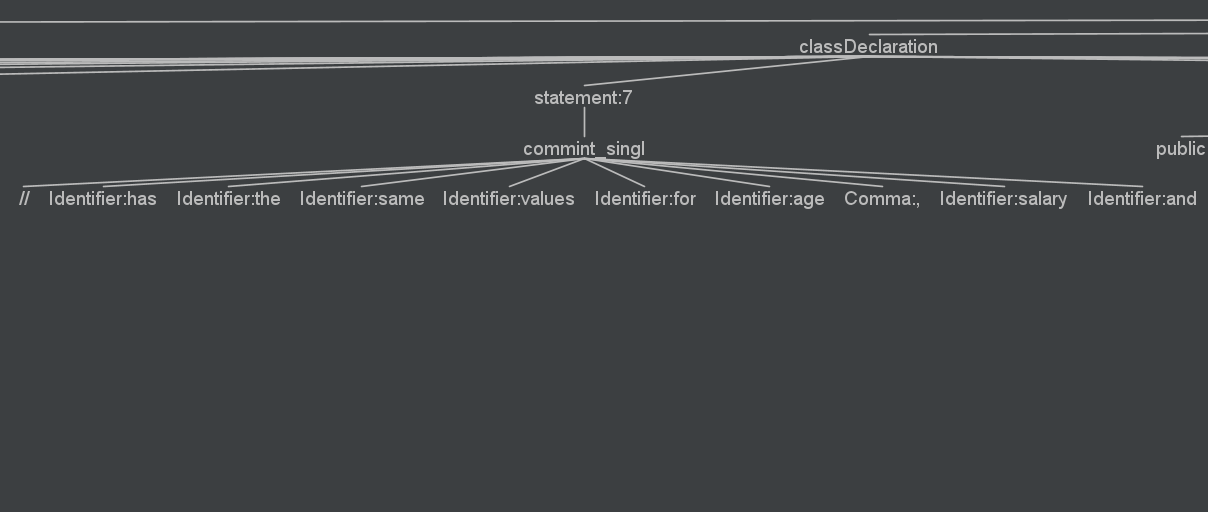 classDeclaration
statement:7
commint_singl public
// Identifier:has Identifier:the Identifier:same Identifier:values Identifier:for Identifier:age Comma:, Identifier:salary Identifier:and